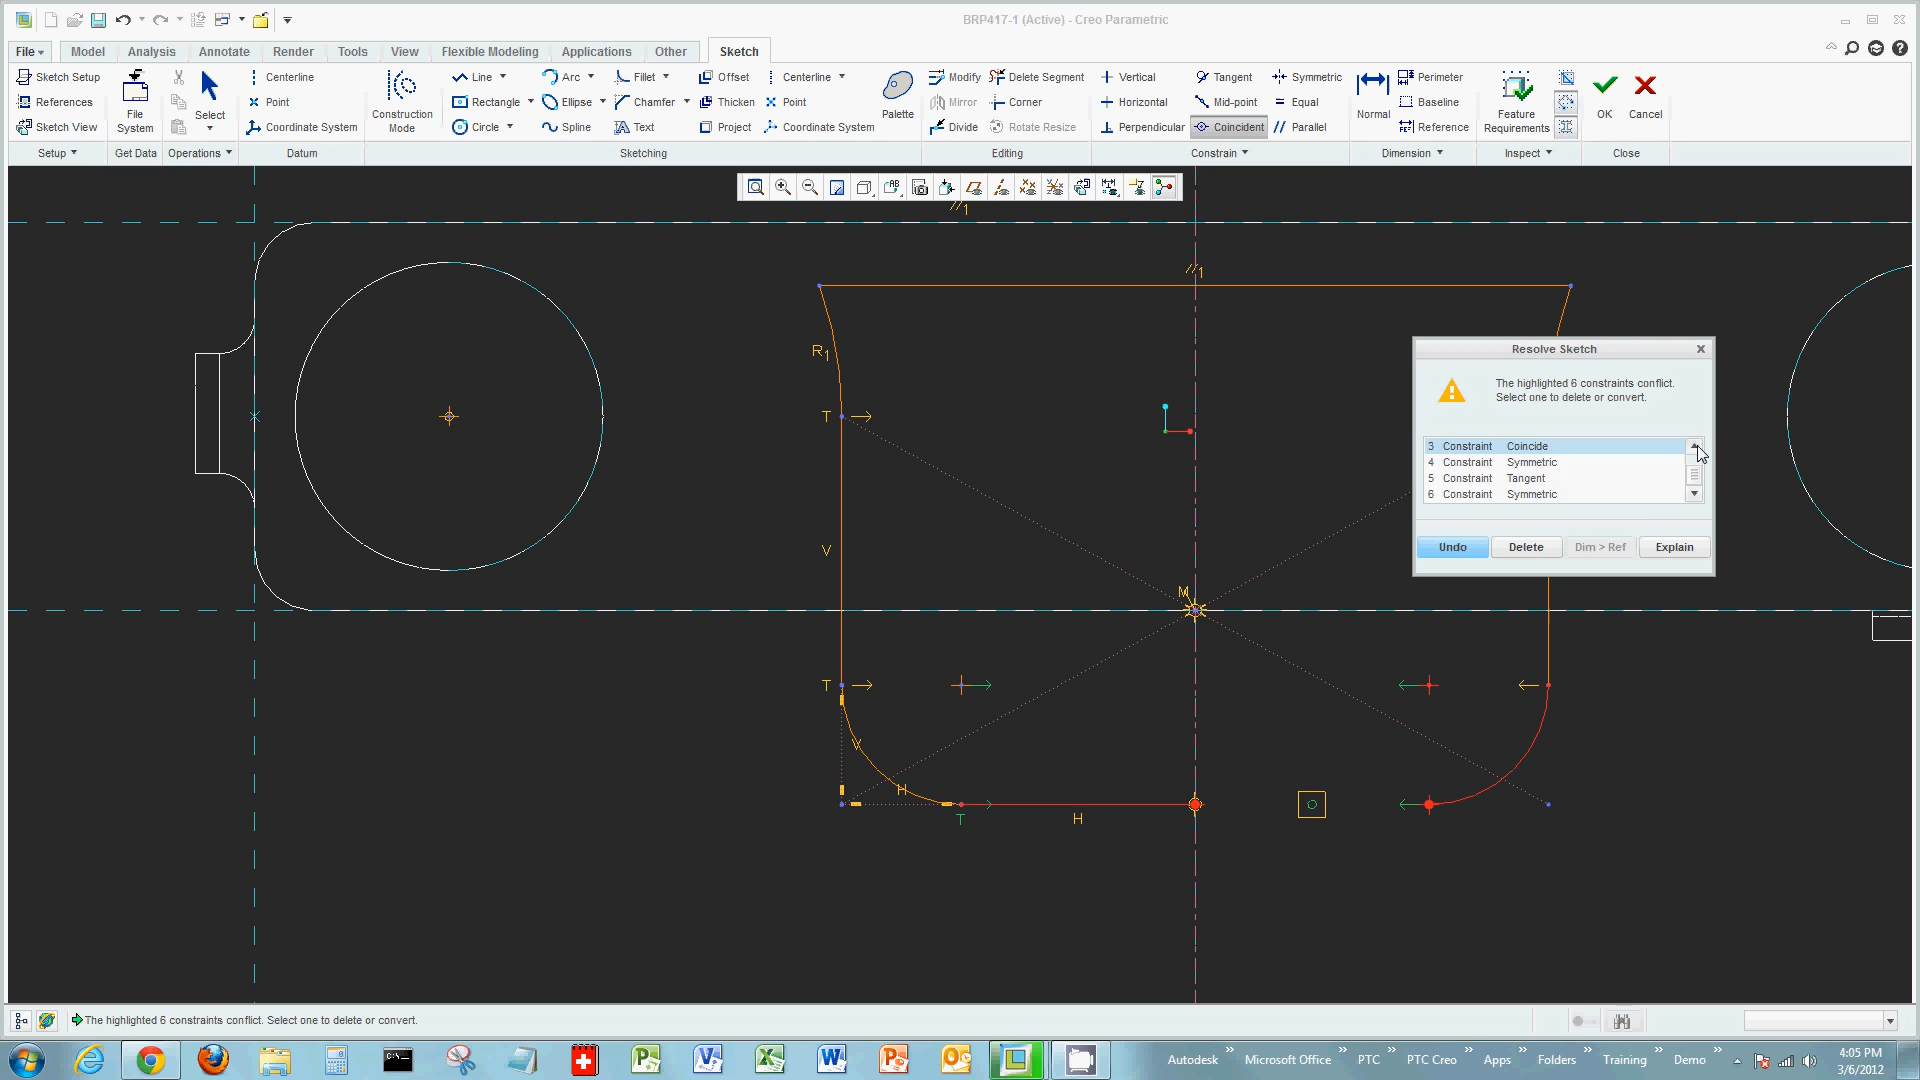 BRP417-1 (Active) - Creo Parametric
File Model Analysis Annotate Render Tools View Flexible Modeling Applications Other Sketch
Sketch Setup
References
Sketch View
File System
Select
Centerline
Point
Coordinate System
Construction Mode
Line Arc Fillet Offset Centerline
Rectangle Ellipse Chamfer Thicken Point
Circle Spline Text Project Coordinate System
Palette
Modify Delete Segment
Mirror Corner
Divide Rotate Resize
Vertical Tangent Symmetric
Horizontal Mid-point Equal
Perpendicular Coincident Parallel
Normal
Perimeter
Baseline
Reference
Feature Requirements
OK
Cancel
Setup Get Data Operations Datum Sketching Editing Constrain Dimension Inspect Close
//1
//1
R1
T
V
M
T
V
H
T
H
Resolve Sketch
The highlighted 6 constraints conflict.
Select one to delete or convert.
3 Constraint Coincide
4 Constraint Symmetric
5 Constraint Tangent
6 Constraint Symmetric
Undo Delete Dim > Ref Explain
The highlighted 6 constraints conflict. Select one to delete or convert.
Autodesk Microsoft Office PTC PTC Creo Apps Folders Training Demo
4:05 PM
3/6/2012